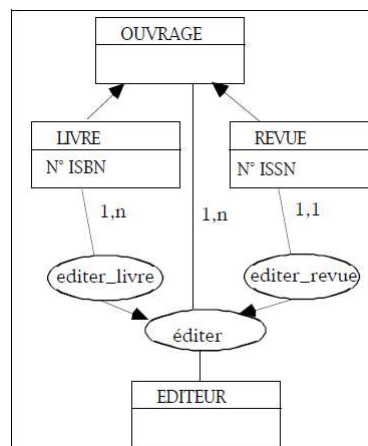 OUVRAGE
LIVRE
REVUE
N° ISBN
N° ISSN
1,n
1,n
1,1
editer_livre
editer_revue
éditer
EDITEUR